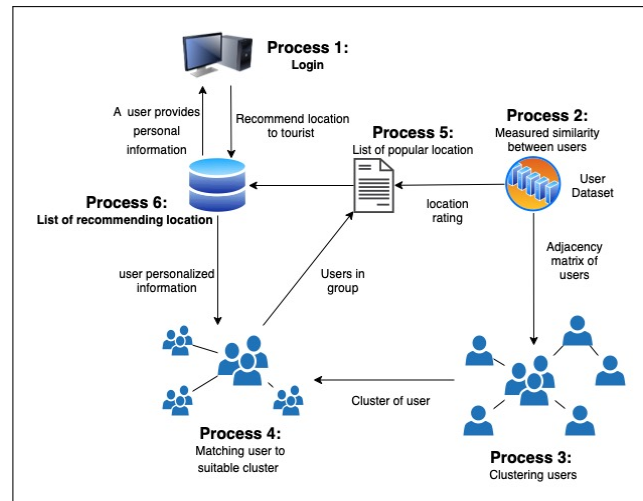 Process 1:
Login
A user provides
personal
information
Recommend location
to tourist
Process 5:
List of popular location
Process 2:
Measured similarity
between users
User
Dataset
location
rating
Process 6:
List of recommending location
user personalized
information
Users in
group
Adjacency
matrix of
users
Cluster of user
Process 4:
Matching user to
suitable cluster
Process 3:
Clustering users